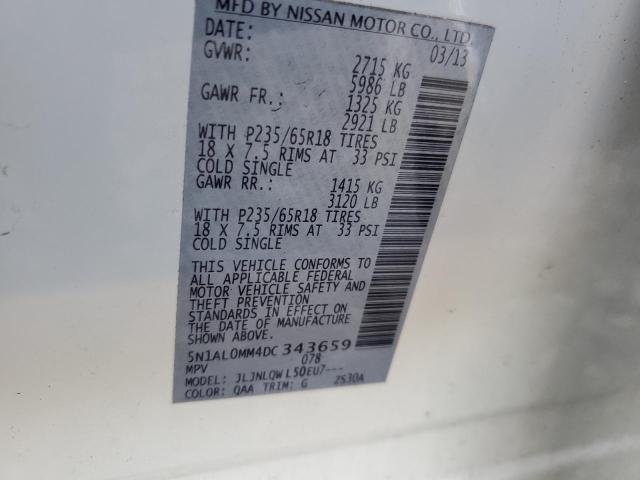 MFD BY NISSAN MOTOR CO., LTD
DATE: 03/13
GVWR: 2715 KG
5986 LB
GAWR FR.: 1325 KG
2921 LB
WITH P235/65R18 TIRES
18 X 7.5 RIMS AT 33 PSI
COLD SINGLE
GAWR RR.: 1415 KG
3120 LB
WITH P235/65R18 TIRES
18 X 7.5 RIMS AT 33 PSI
COLD SINGLE
THIS VEHICLE CONFORMS TO
ALL APPLICABLE FEDERAL
MOTOR VEHICLE SAFETY AND
THEFT PREVENTION
STANDARDS IN EFFECT ON
THE DATE OF MANUFACTURE
SHOWN ABOVE.
5N1AL0MM4DC 343659
MPV 078
MODEL: JLJNLQW L50EU7---
COLOR: QAA TRIM: G 2S30A